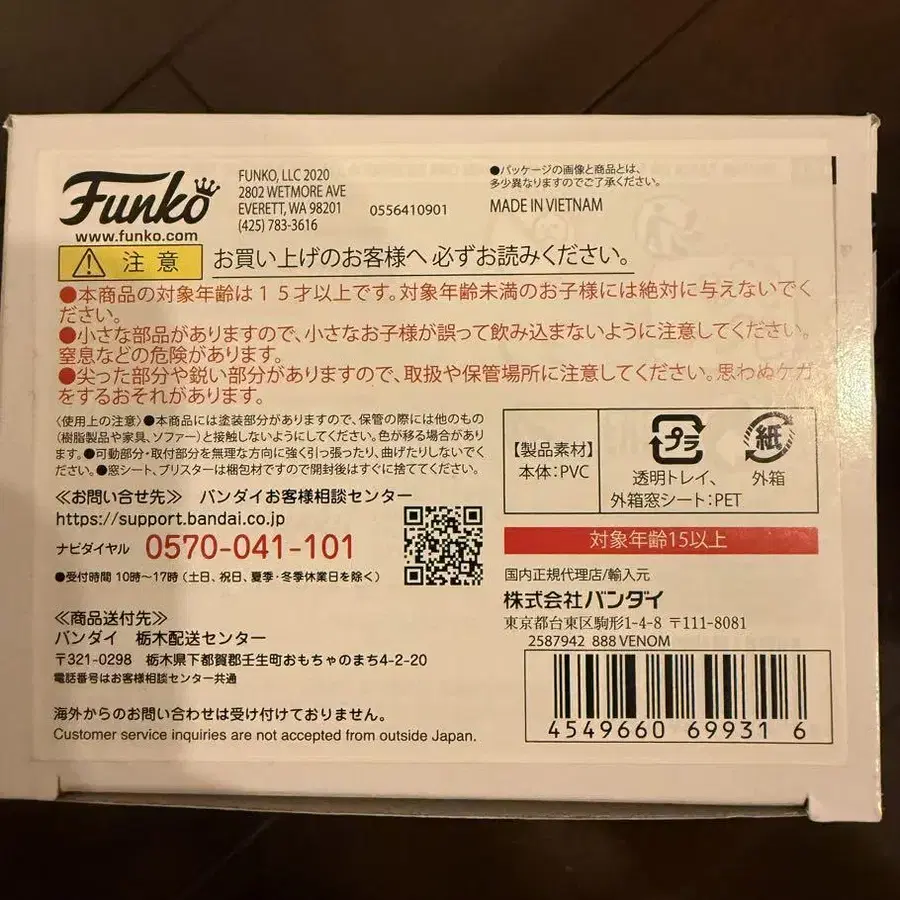 Funko
www.funko.com
FUNKO, LLC 2020
2802 WETMORE AVE
EVERETT, WA 98201
(425) 783-3616
0556410901
●パッケージの画像と商品とは、
多少異なりますのでご了承ください。
MADE IN VIETNAM
注意
お買い上げのお客様へ 必ずお読みください。
●本商品の対象年齢は15才以上です。対象年齢未満のお子様には絶対に与えないでく
ださい。
●小さな部品がありますので、小さなお子様が誤って飲み込まないように注意してください。
窒息などの危険があります。
●尖った部分や鋭い部分がありますので、取扱や保管場所に注意してください。思わぬケガ
をするおそれがあります。
〈使用上の注意〉●本商品には塗装部分がありますので、保管の際には他のもの
(樹脂製品や家具、ソファー)と接触しないようにしてください。色が移る場合があり
ます。●可動部分・取付部分を無理な方向に強く引っ張ったり、曲げたりしないでく
ださい。●窓シート、ブリスターは梱包材ですので開封後はすぐに捨ててください。
≪お問い合せ先≫ バンダイお客様相談センター
https://support.bandai.co.jp
ナビダイヤル 0570-041-101
●受付時間 10時〜17時(土日、祝日、夏季・冬季休業日を除く)
≪商品送付先≫
バンダイ 栃木配送センター
〒321-0298 栃木県下都賀郡壬生町おもちゃのまち4-2-20
電話番号はお客様相談センター共通
海外からのお問い合わせは受け付けておりません。
Customer service inquiries are not accepted from outside Japan.
【製品素材】
本体:PVC
プラ
透明トレイ、
外箱窓シート:PET
紙
外箱
対象年齢15以上
国内正規代理店/輸入元
株式会社バンダイ
東京都台東区駒形1-4-8 〒111-8081
2587942 888 VENOM
4549660 69931 6